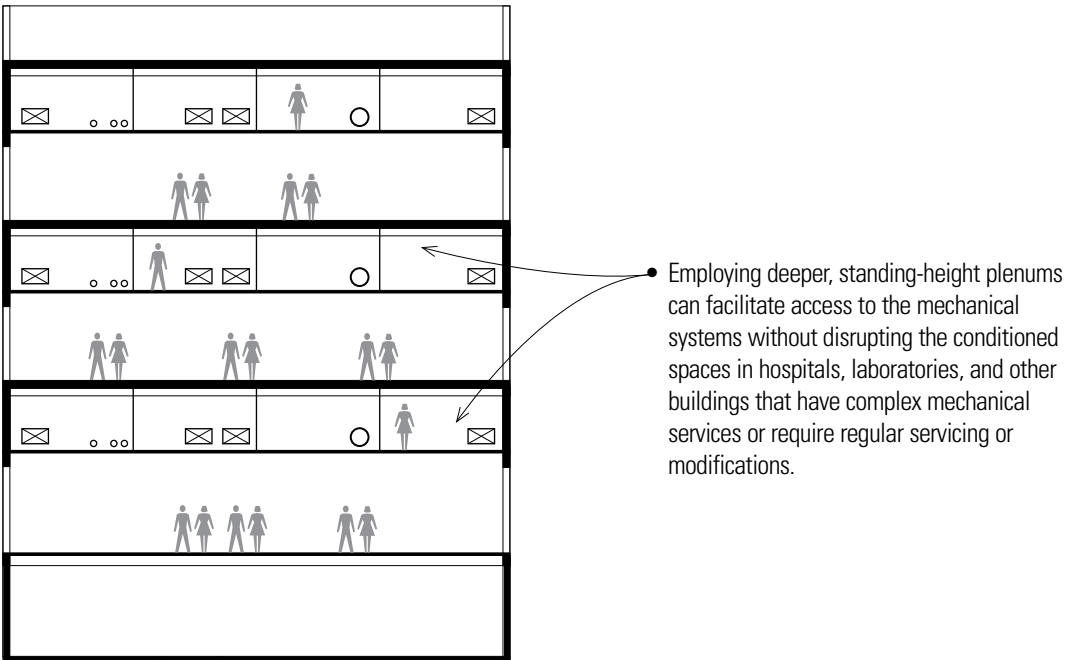 Employing deeper, standing-height plenums
can facilitate access to the mechanical
systems without disrupting the conditioned
spaces in hospitals, laboratories, and other
buildings that have complex mechanical
services or require regular servicing or
modifications.